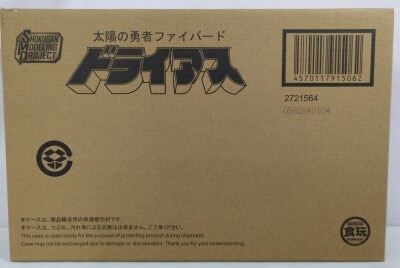 SHOKUGAN
MODELING
PROJECT
太陽の勇者ファイバード
ドライアス
4570117915062
2721564
0582940104
本ケースは、商品輸送用の保護梱包資材です。
本ケースは、つぶれ、汚れ等による交換は出来ません。ご了承ください。
This case is used solely for the purpose of protecting product during shipment.
Case may not be exchanged due to damage or discoloration. Thank you for your understanding.
BANDAI
食玩